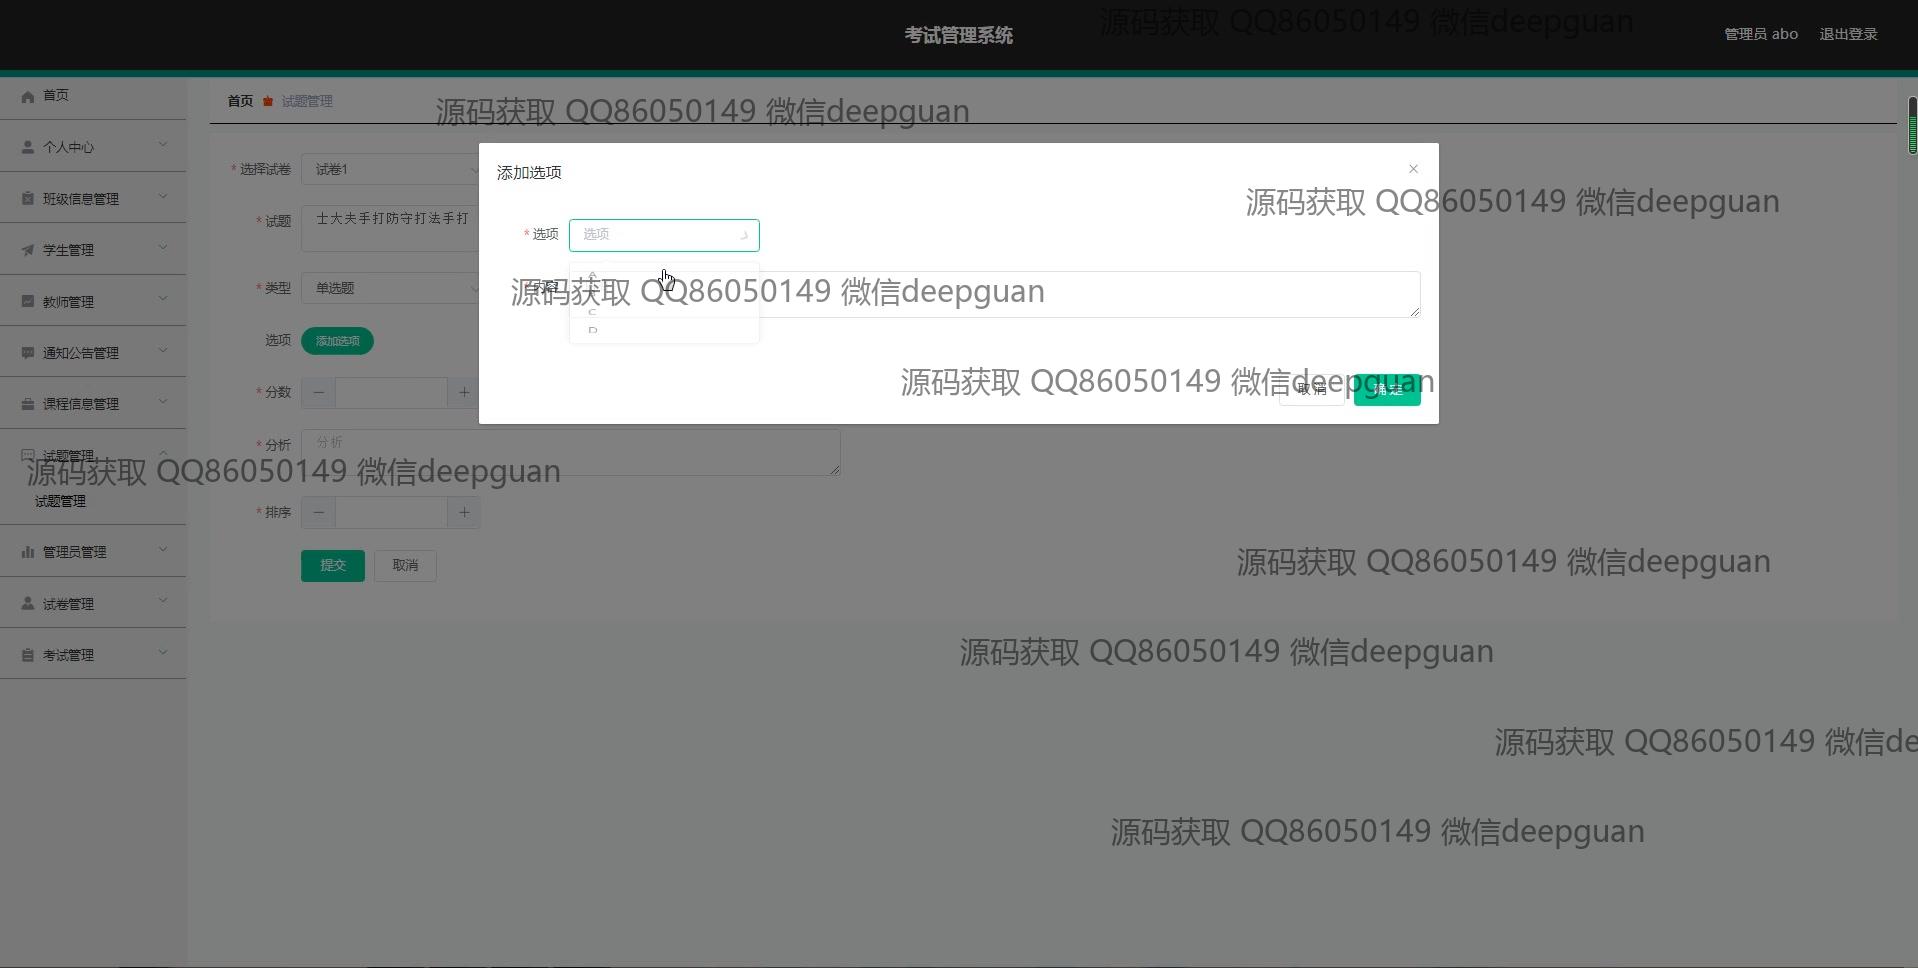 考试管理系统
源码获取 QQ86050149 微信deepguan
管理员 abo
退出登录
首页
个人中心
班级信息管理
学生管理
教师管理
通知公告管理
课程信息管理
试题管理
试题管理
管理员管理
试卷管理
考试管理
首页 试题管理
源码获取 QQ86050149 微信deepguan
* 选择试卷 试卷1
* 试题 士大夫手打防守打法手打
* 类型 单选题
选项 添加选项
* 分数
* 分析 分析
* 排序
提交 取消
添加选项
源码获取 QQ86050149 微信deepguan
* 选项 选项
A
C
D
* 内容
源码获取 QQ86050149 微信deepguan
源码获取 QQ86050149 微信deepguan
取消 确定
源码获取 QQ86050149 微信deepguan
源码获取 QQ86050149 微信deepguan
源码获取 QQ86050149 微信deepguan
源码获取 QQ86050149 微信de
源码获取 QQ86050149 微信deepguan